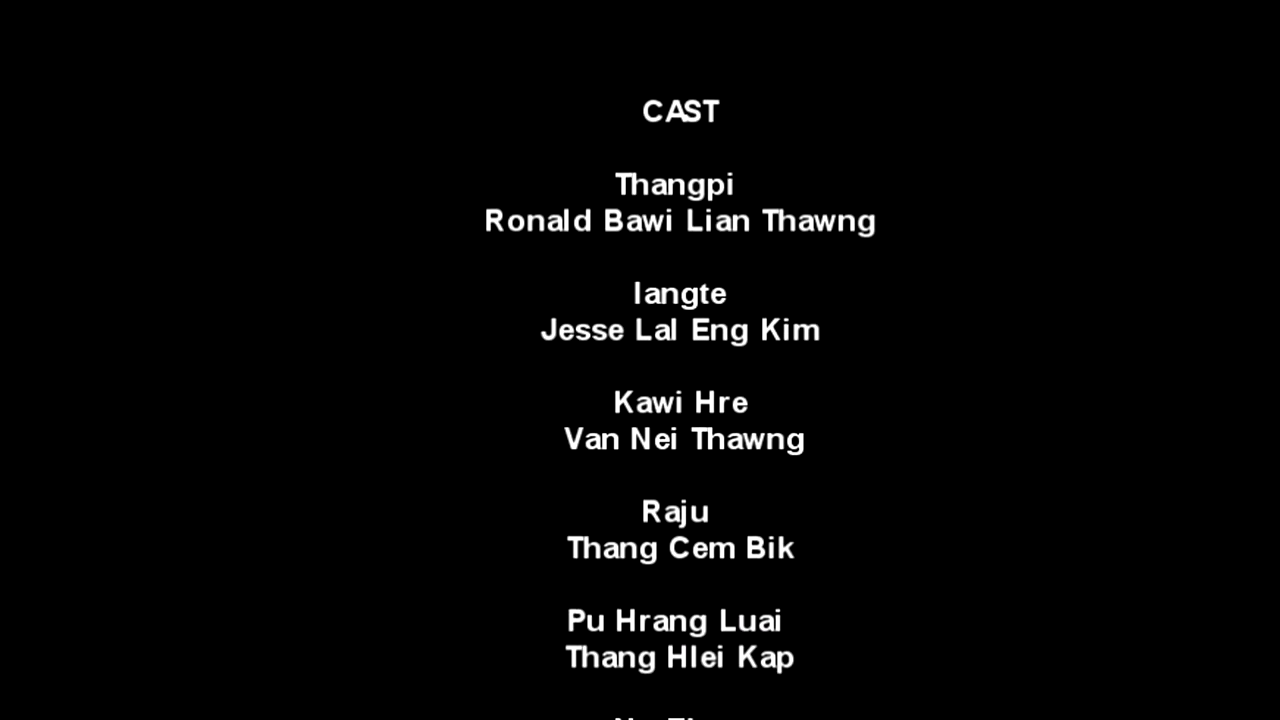 CAST
Thangpi
Ronald Bawi Lian Thawng
Iangte
Jesse Lal Eng Kim
Kawi Hre
Van Nei Thawng
Raju
Thang Cem Bik
Pu Hrang Luai
Thang Hlei Kap